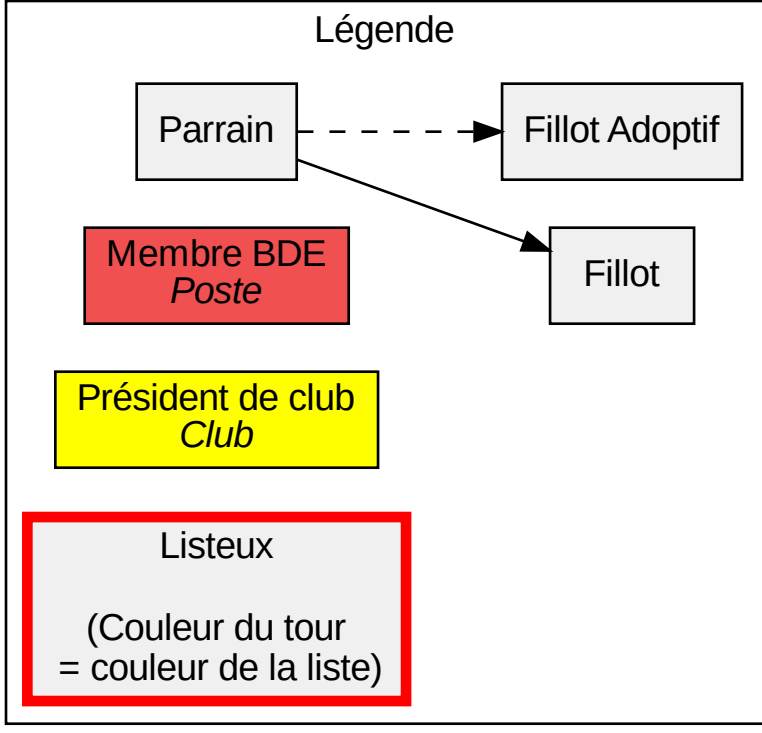 Légende
Parrain
Fillot Adoptif
Membre BDE
Poste
Fillot
Président de club
Club
Listeux
(Couleur du tour
= couleur de la liste)